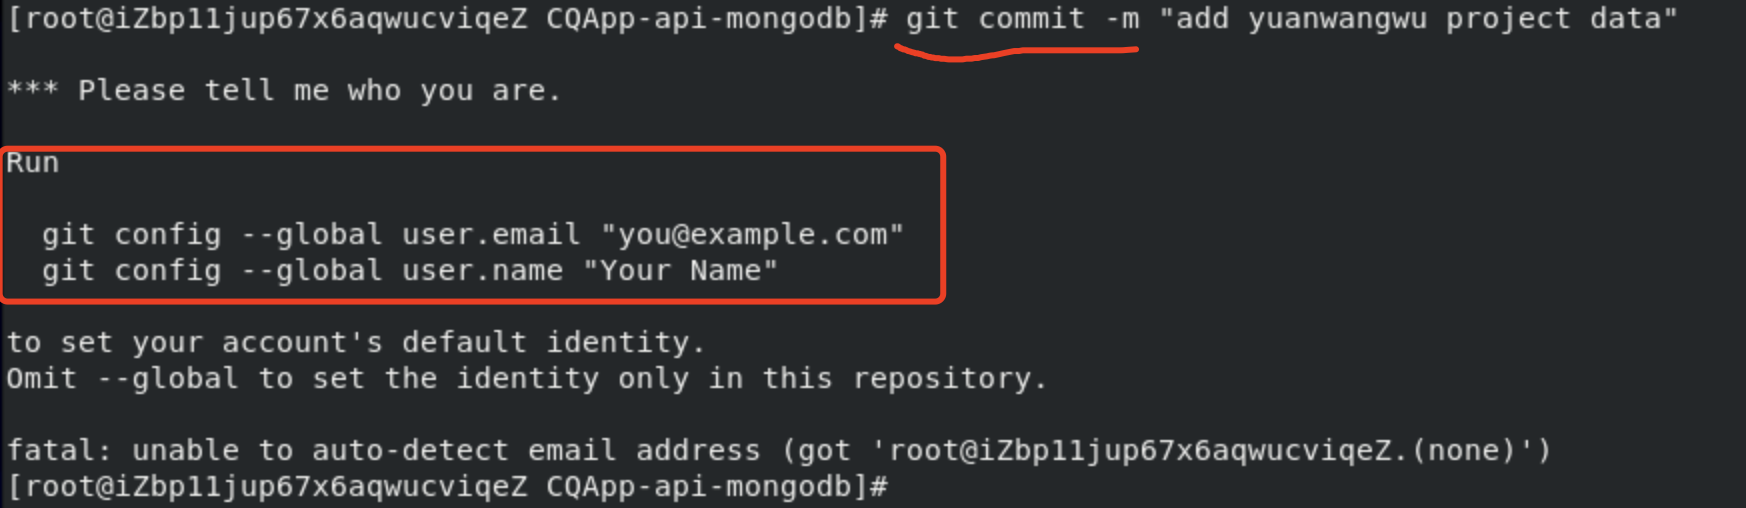 [root@iZbp11jup67x6aqwucviqeZ CQApp-api-mongodb]# git commit -m "add yuanwangwu project data"
*** Please tell me who you are.
Run
git config --global user.email "you@example.com"
git config --global user.name "Your Name"
to set your account's default identity.
Omit --global to set the identity only in this repository.
fatal: unable to auto-detect email address (got 'root@iZbp11jup67x6aqwucviqeZ.(none)')
[root@iZbp11jup67x6aqwucviqeZ CQApp-api-mongodb]#